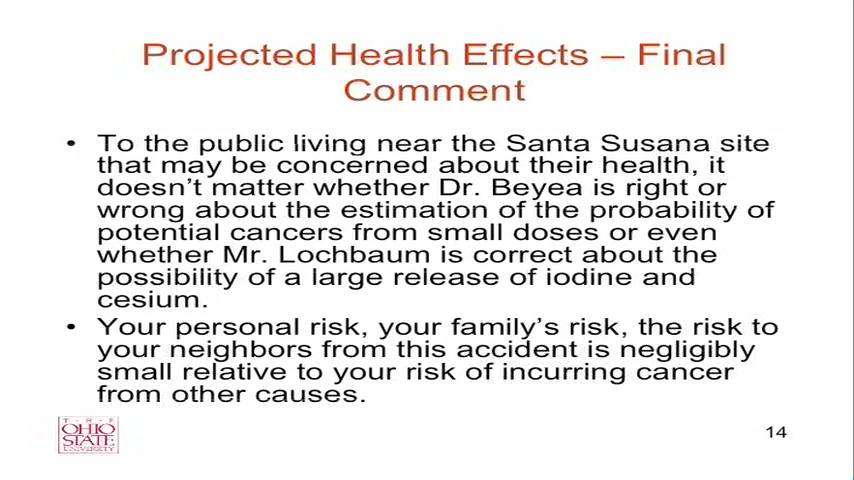 Projected Health Effects – Final
Comment
• To the public living near the Santa Susana site
that may be concerned about their health, it
doesn't matter whether Dr. Beyea is right or
wrong about the estimation of the probability of
potential cancers from small doses or even
whether Mr. Lochbaum is correct about the
possibility of a large release of iodine and
cesium.
• Your personal risk, your family's risk, the risk to
your neighbors from this accident is negligibly
small relative to your risk of incurring cancer
from other causes.
T · H · E
OHIO
STATE
UNIVERSITY
14